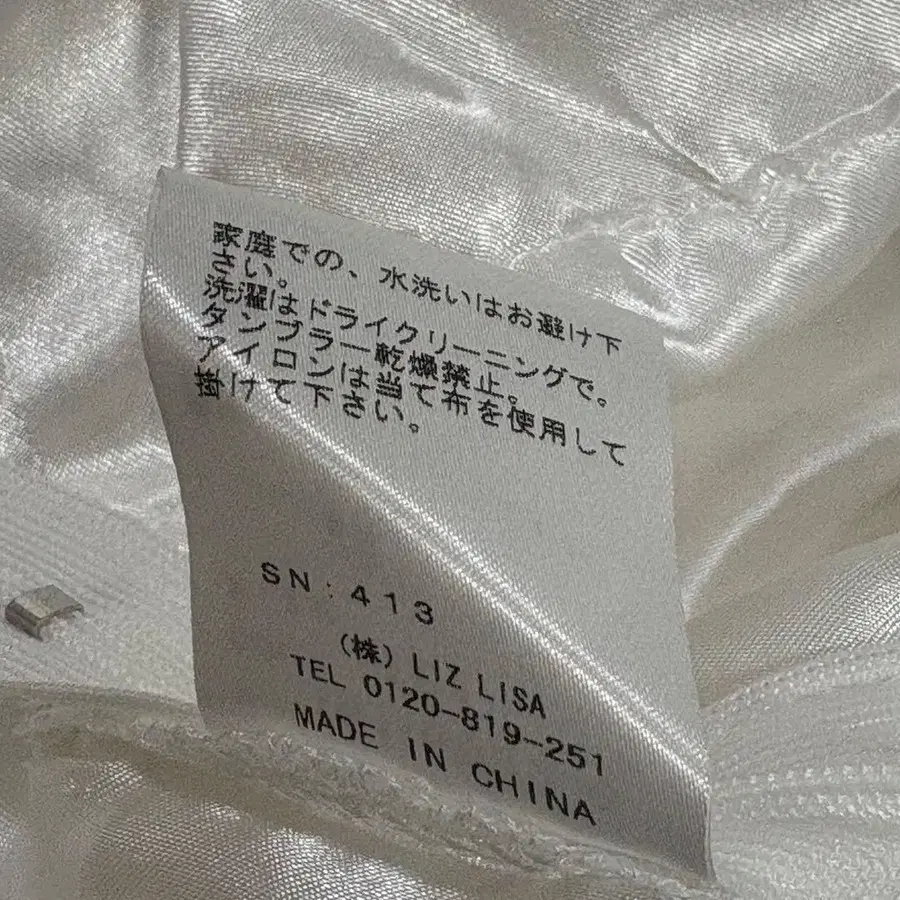 家庭での、水洗いはお避け下
さい。
洗濯はドライクリーニングで。
タンブラー乾燥禁止。
アイロンは当て布を使用して
掛けて下さい。
SN:413
(株) LIZ LISA
TEL 0120-819-251
MADE IN CHINA